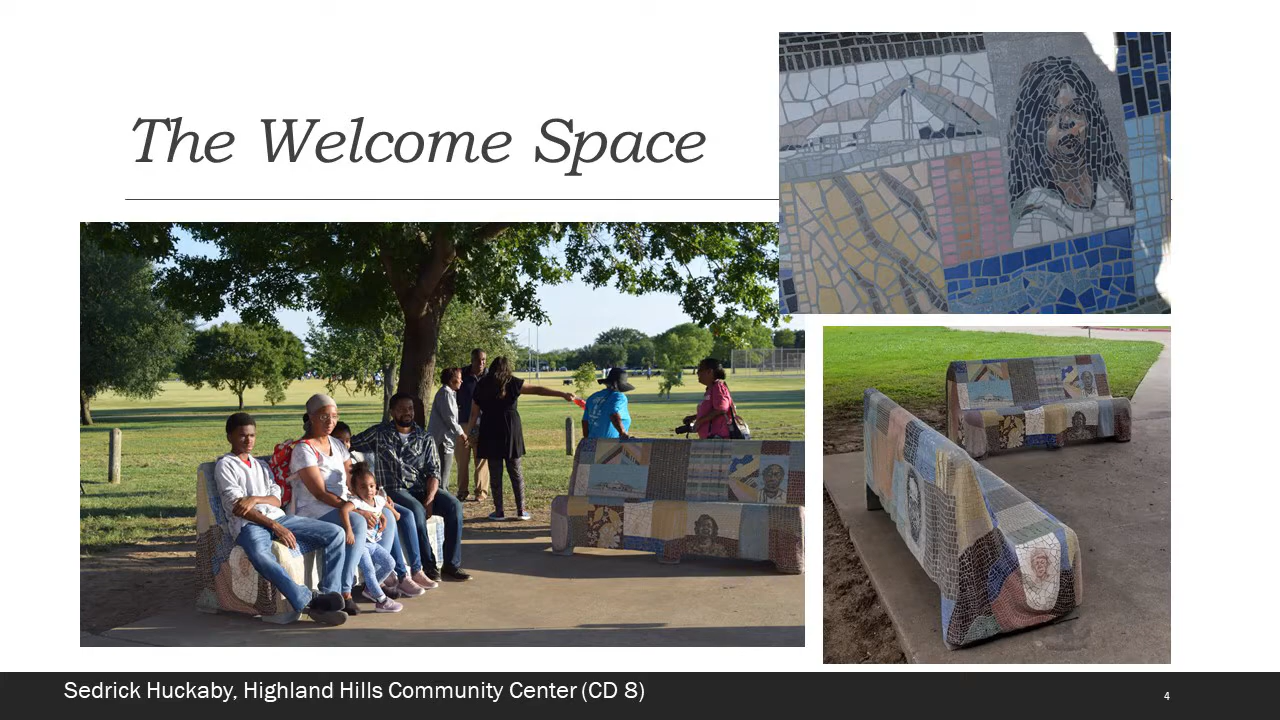 The Welcome Space
Sedrick Huckaby, Highland Hills Community Center (CD 8)
4